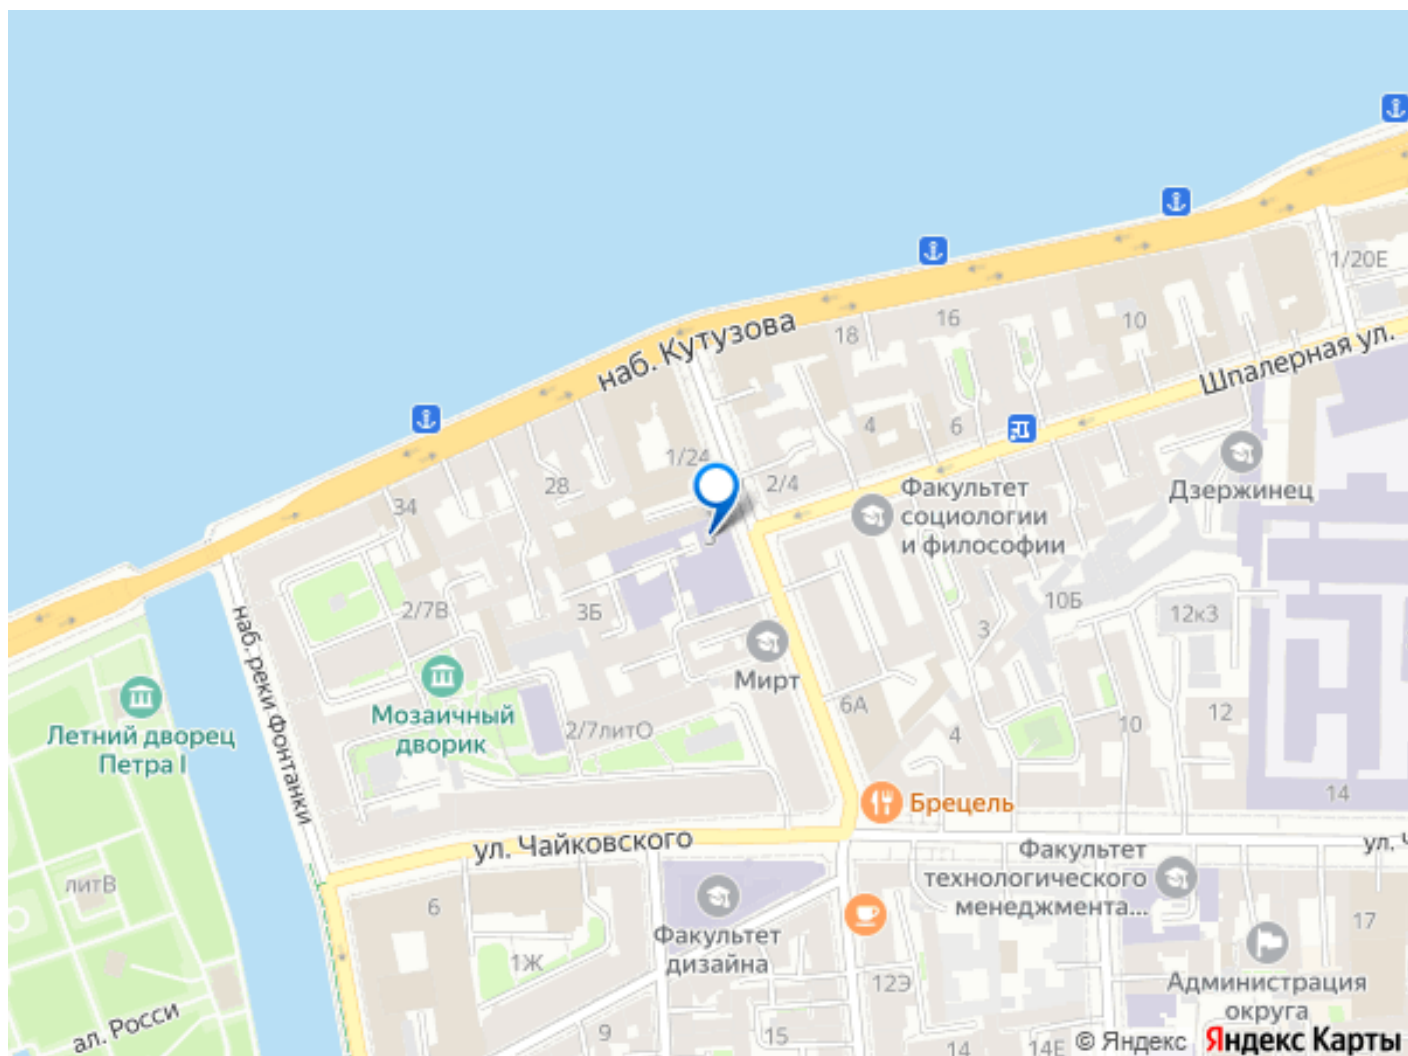 1/20Е
10
16
18
наб. Кутузова
Шпалерная ул.
4
6
1/24
2/4
28
34
Факультет
социологии
и философии
Дзержинец
наб. реки фонтанки
2/7В
3Б
3
10Б
12к3
Мирт
Летний дворец
Петра I
Мозаичный
дворик
2/7литО
6А
4
10
12
14
Брецель
ул. Чайковского
ул. Ч
Факультет
технологического
менеджмента...
литВ
6
Факультет
дизайна
1Ж
12Э
17
Администрация
округа
ал. Росси
9
15
14
14Е
© Яндекс
Яндекс Карты